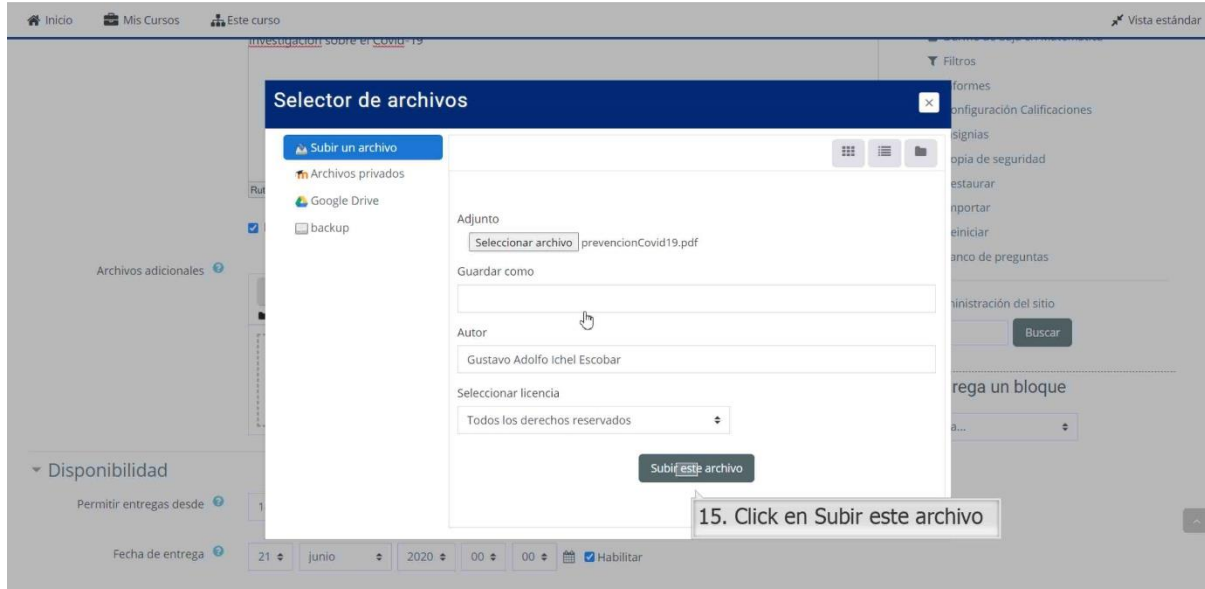 Inicio Mis Cursos Este curso Vista estándar
Investigación sobre el Covid-19
Filtros
Selector de archivos
formes
onfiguración Calificaciones
Subir un archivo
signias
Archivos privados
opia de seguridad
Rut
estaurar
Google Drive
mportar
backup
Adjunto
einiciar
Seleccionar archivo prevencionCovid19.pdf
anco de preguntas
Archivos adicionales
Guardar como
ninistración del sitio
Autor
Buscar
Gustavo Adolfo Ichel Escobar
Seleccionar licencia
rega un bloque
Todos los derechos reservados
a...
Disponibilidad
Subir este archivo
Permitir entregas desde 1
15. Click en Subir este archivo
Fecha de entrega 21 junio 2020 00 00 Habilitar